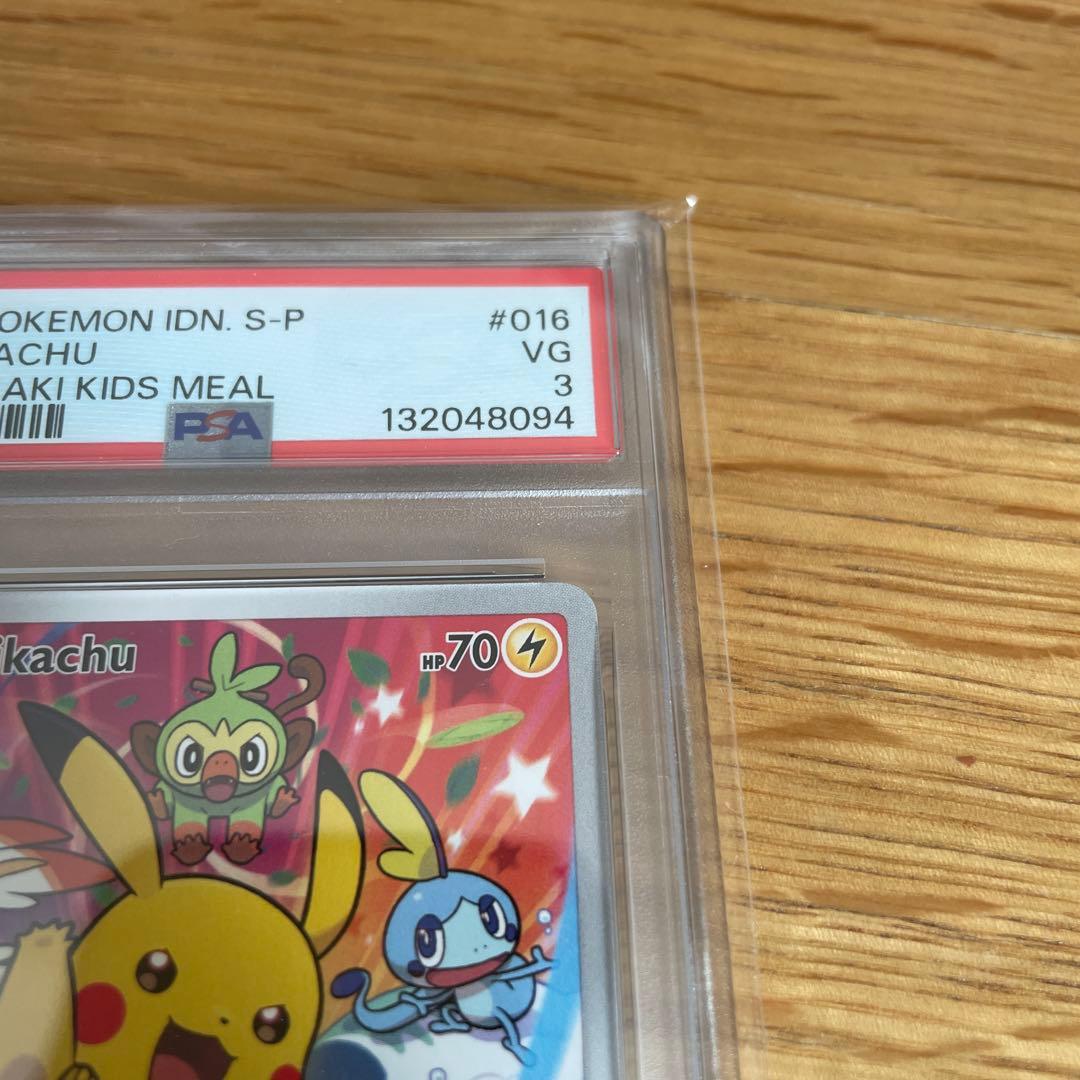 OKEMON IDN. S-P #016
ACHU VG
AKI KIDS MEAL 3
PSA 132048094
ikachu HP70